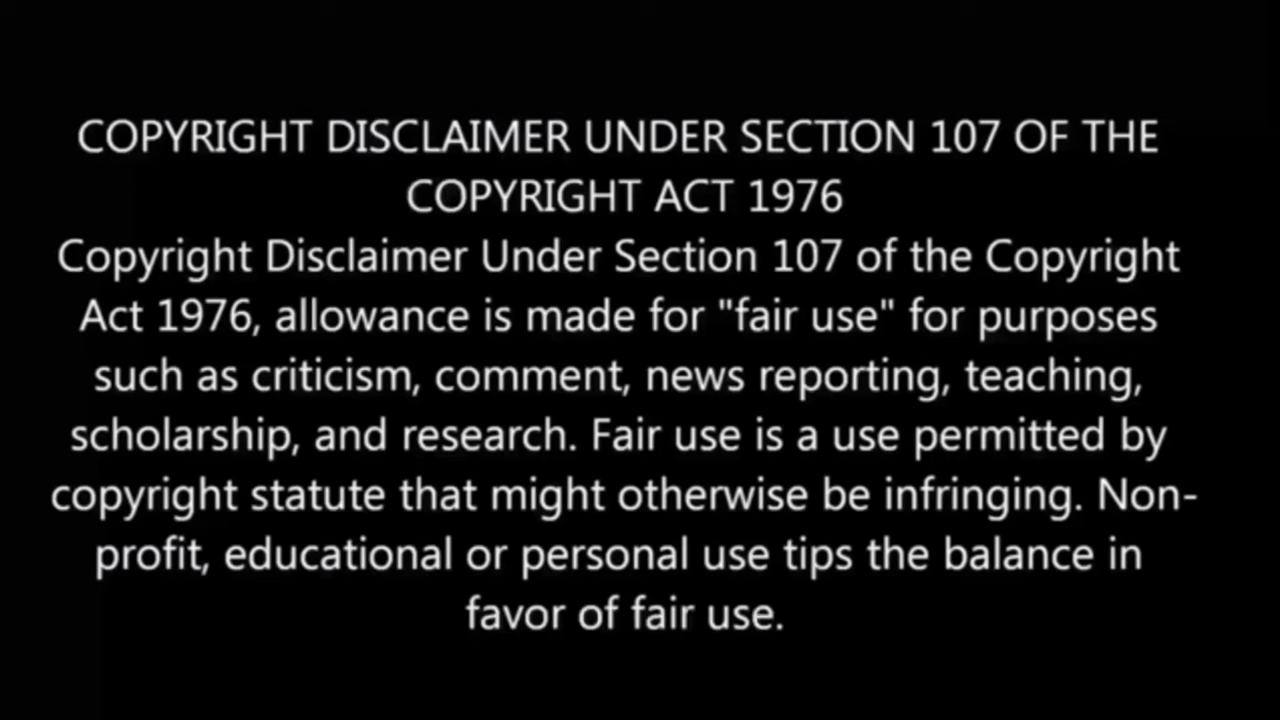 COPYRIGHT DISCLAIMER UNDER SECTION 107 OF THE
COPYRIGHT ACT 1976
Copyright Disclaimer Under Section 107 of the Copyright
Act 1976, allowance is made for "fair use" for purposes
such as criticism, comment, news reporting, teaching,
scholarship, and research. Fair use is a use permitted by
copyright statute that might otherwise be infringing. Non-
profit, educational or personal use tips the balance in
favor of fair use.